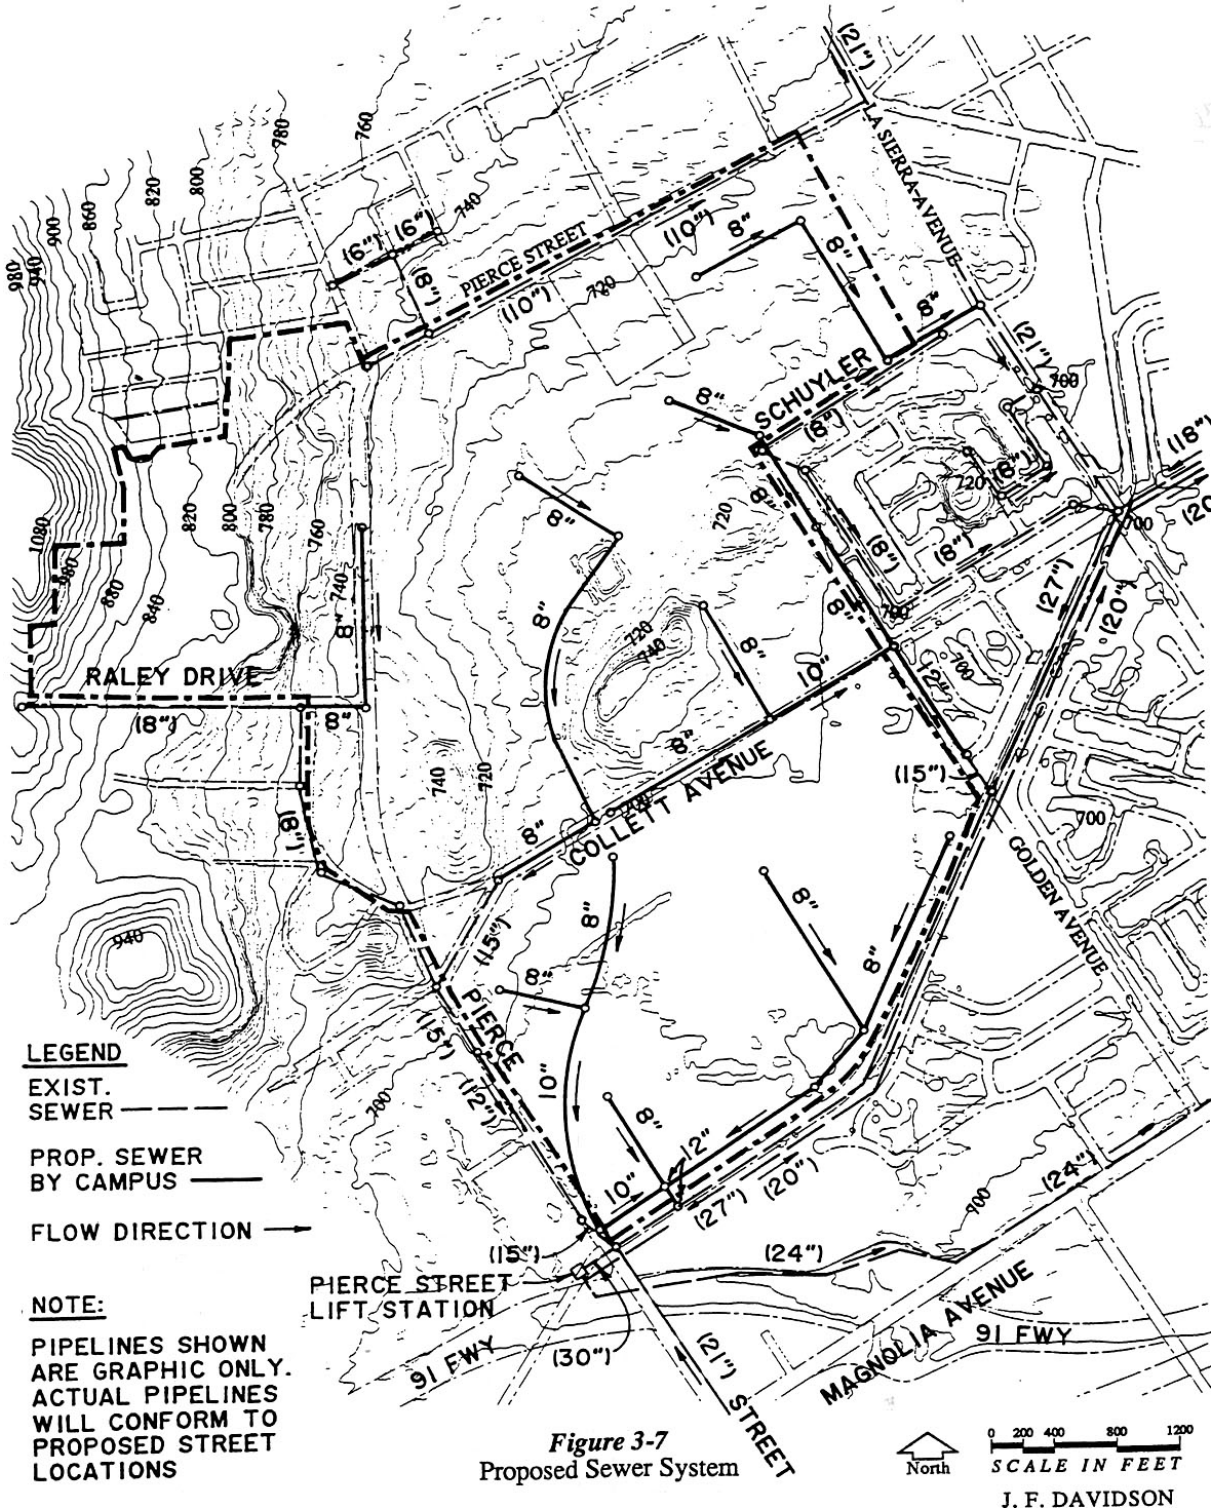 (21")
LA SIERRA AVENUE
780
760
800
820
860
900
940
980
740
(6")
(6")
(8")
PIERCE STREET
(10")
(10")
720
8"
8"
8"
(21")
700
SCHUYLER
(8")
8"
(18")
(20
720
(8")
700
(8")
(8")
700
8"
8"
720
(27")
(20")
1080
980
880
840
820
800
780
760
740
8"
8"
8"
720
740
8"
10"
8"
12"
700
(15")
700
RALEY DRIVE
(8")
8"
(8")
740
720
8"
COLLETT AVENUE
GOLDEN AVENUE
940
(15")
8"
8"
8"
8"
PIERCE
(15")
(12")
10"
700
8"
12"
10"
(27")
(20")
(24")
700
(15")
(24")
PIERCE STREET
LIFT STATION
(30")
91 FWY
91 FWY
MAGNOLIA AVENUE
(21")
STREET
LEGEND
EXIST.
SEWER
PROP. SEWER
BY CAMPUS
FLOW DIRECTION
NOTE:
PIPELINES SHOWN
ARE GRAPHIC ONLY.
ACTUAL PIPELINES
WILL CONFORM TO
PROPOSED STREET
LOCATIONS
Figure 3-7
Proposed Sewer System
North
0 200 400 800 1200
SCALE IN FEET
J. F. DAVIDSON